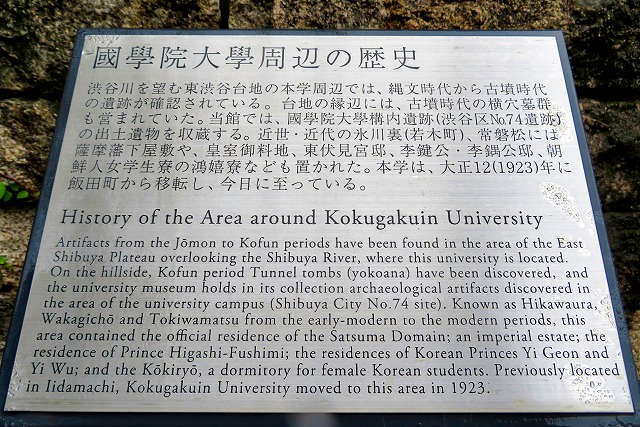 國學院大學周辺の歴史
渋谷川を望む東渋谷台地の本学周辺では、縄文時代から古墳時代
の遺跡が確認されている。台地の縁辺には、古墳時代の横穴墓群
も営まれていた。当館では、國學院大學構内遺跡(渋谷区No.74遺跡)
の出土遺物を収蔵する。近世・近代の氷川裏(若木町)、常磐松には
薩摩藩下屋敷や、皇室御料地、東伏見宮邸、李鍵公・李鍝公邸、朝
鮮人女学生寮の鴻嬉寮なども置かれた。本学は、大正12(1923)年に
飯田町から移転し、今日に至っている。
History of the Area around Kokugakuin University
Artifacts from the Jōmon to Kofun periods have been found in the area of the East
Shibuya Plateau overlooking the Shibuya River, where this university is located.
On the hillside, Kofun period Tunnel tombs (yokoana) have been discovered, and
the university museum holds in its collection archaeological artifacts discovered in
the area of the university campus (Shibuya City No.74 site). Known as Hikawaura,
Wakagichō and Tokiwamatsu from the early-modern to the modern periods, this
area contained the official residence of the Satsuma Domain; an imperial estate; the
residence of Prince Higashi-Fushimi; the residences of Korean Princes Yi Geon and
Yi Wu; and the Kōkiryō, a dormitory for female Korean students. Previously located
in Iidamachi, Kokugakuin University moved to this area in 1923.